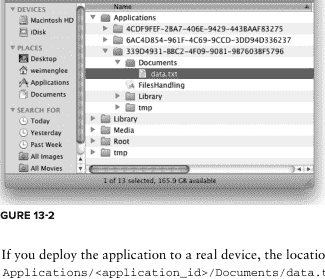 Name
DEVICES
Macintosh HD
iDisk
PLACES
Desktop
weimenglee
Applications
Documents
SEARCH FOR
Today
Yesterday
Past Week
All Images
All Movies
Applications
4CDF9FEF-2BA7-406E-9429-443BAAF83275
6AC4D854-961F-4C69-9CCD-3DD94D336237
339D4931-B8C2-4F09-9081-9B7603BF5796
Documents
data.txt
FilesHandling
Library
tmp
Library
Media
Root
tmp
1 of 13 selected, 165.9 GB available
GURE 13-2
If you deploy the application to a real device, the locatio
Applications/<application_id>/Documents/data.t